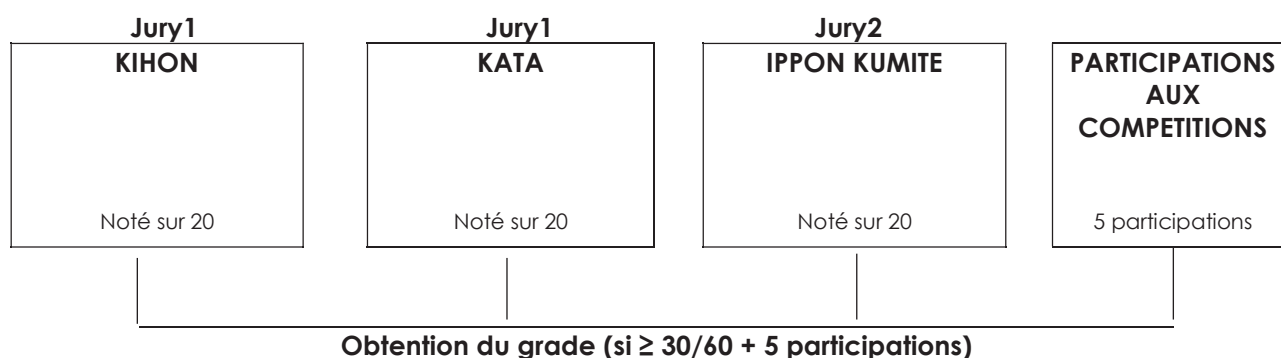 Jury1
KIHON
Noté sur 20
Jury1
KATA
Noté sur 20
Jury2
IPPON KUMITE
Noté sur 20
PARTICIPATIONS
AUX
COMPETITIONS
5 participations
Obtention du grade (si ≥ 30/60 + 5 participations)